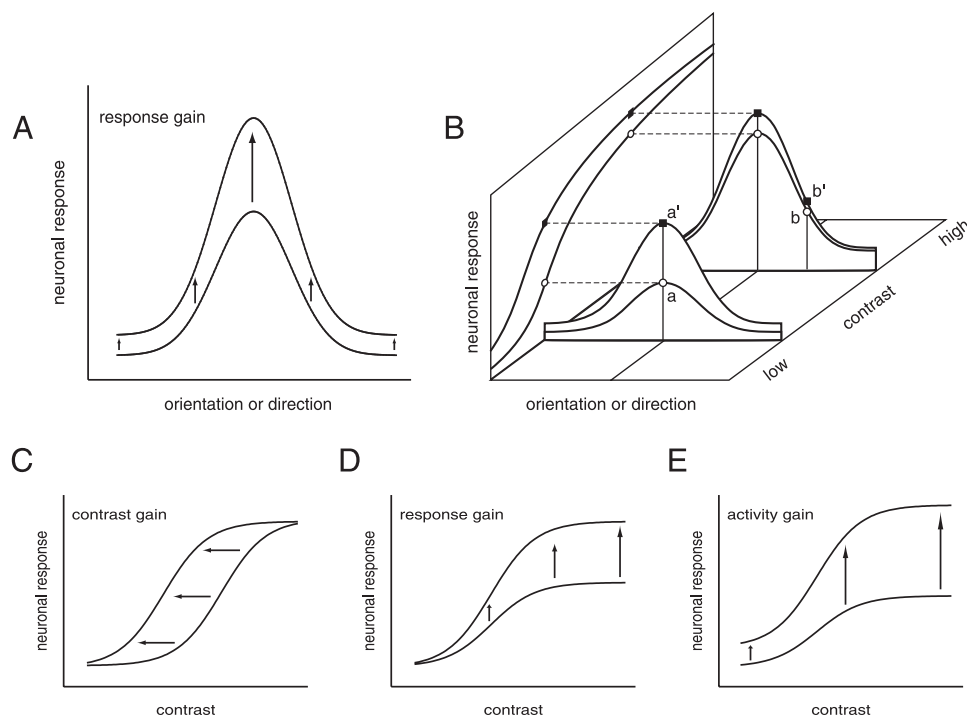 A
response gain
neuronal response
orientation or direction
B
neuronal response
a'
a
b'
b
high
contrast
low
orientation or direction
C
contrast gain
neuronal response
contrast
D
response gain
neuronal response
contrast
E
activity gain
neuronal response
contrast